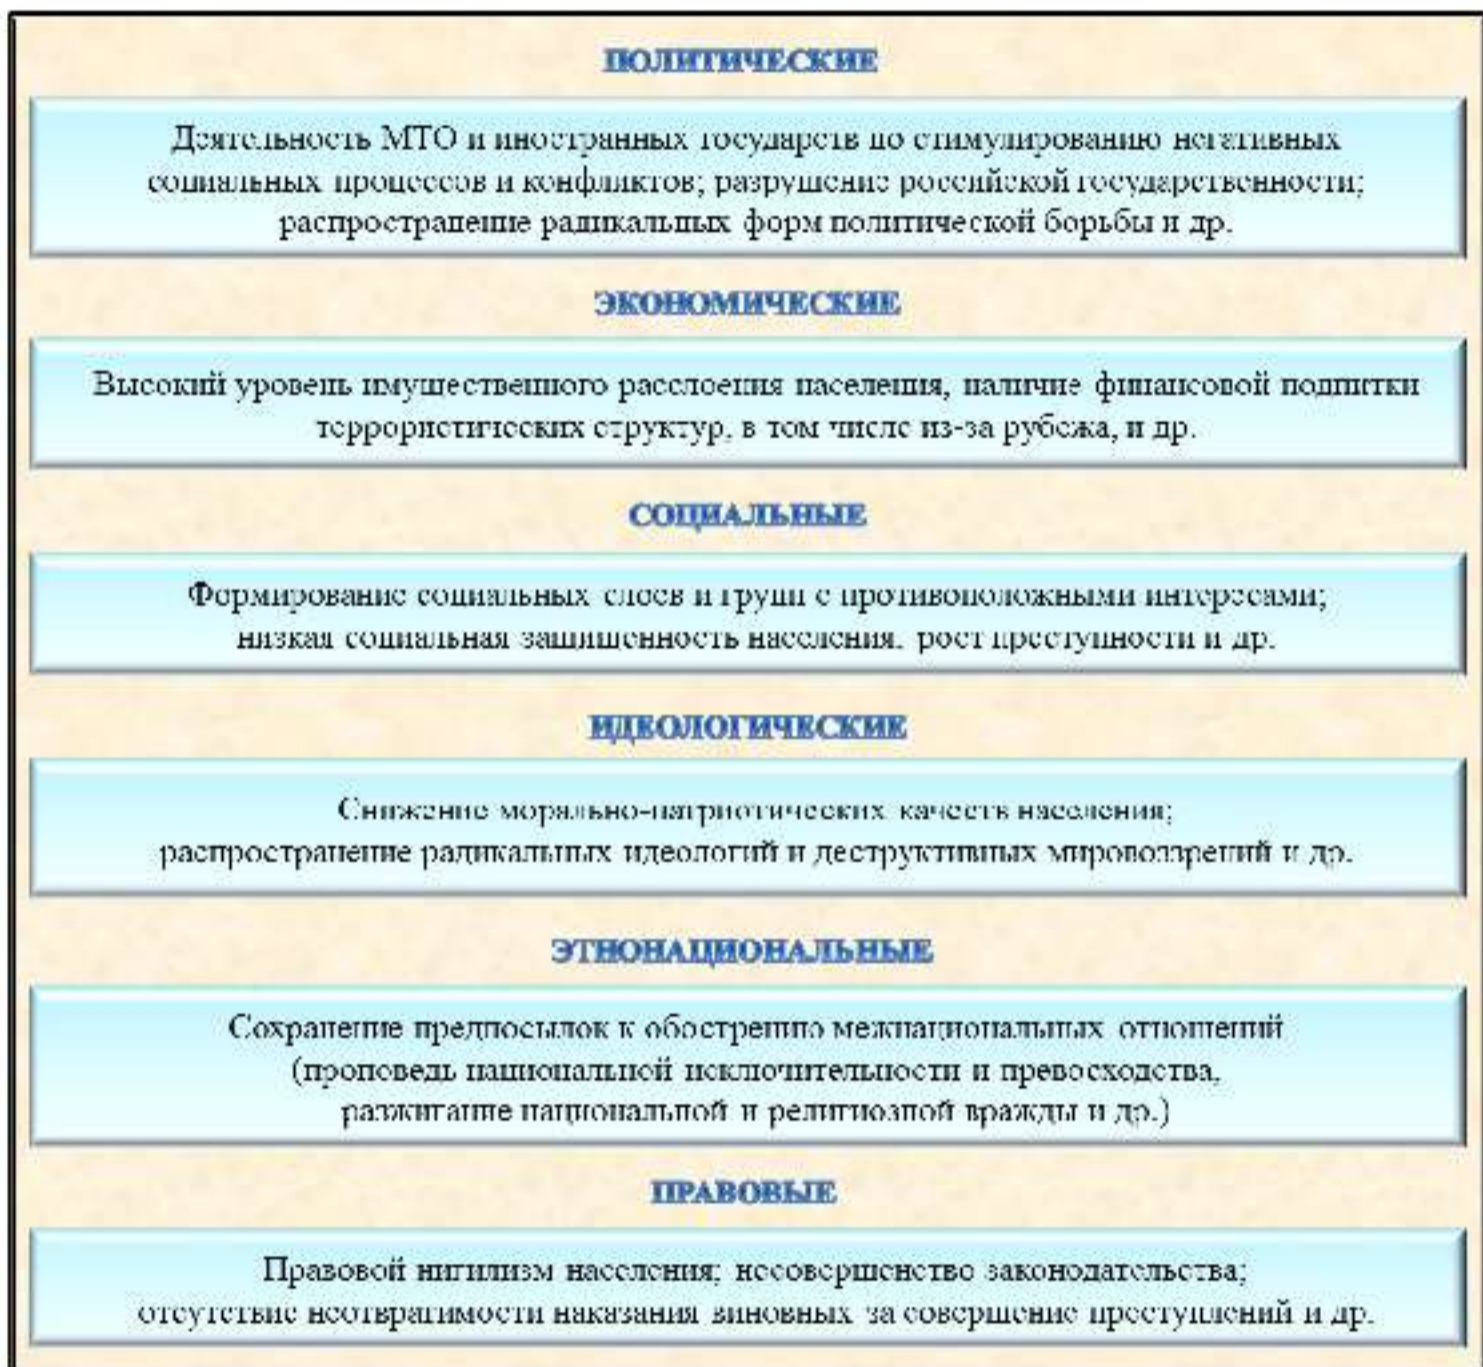 ПОЛИТИЧЕСКИЕ
Деятельность МТО и иностранных государств по стимулированию негативных
социальных процессов и конфликтов; разрушение российской государственности;
распространение радикальных форм политической борьбы и др.
ЭКОНОМИЧЕСКИЕ
Высокий уровень имущественного расслоения населения, наличие финансовой подпитки
террористических структур, в том числе из-за рубежа, и др.
СОЦИАЛЬНЫЕ
Формирование социальных слоев и групп с противоположными интересами;
низкая социальная защищенность населения, рост преступности и др.
ИДЕОЛОГИЧЕСКИЕ
Снижение морально-патриотических качеств населения;
распространение радикальных идеологий и деструктивных мировоззрений и др.
ЭТНОНАЦИОНАЛЬНЫЕ
Сохранение предпосылок к обострению межнациональных отношений
(проповедь национальной исключительности и превосходства,
разжигание национальной и религиозной вражды и др.)
ПРАВОВЫЕ
Правовой нигилизм населения; несовершенство законодательства;
отсутствие неотвратимости наказания виновных за совершение преступлений и др.